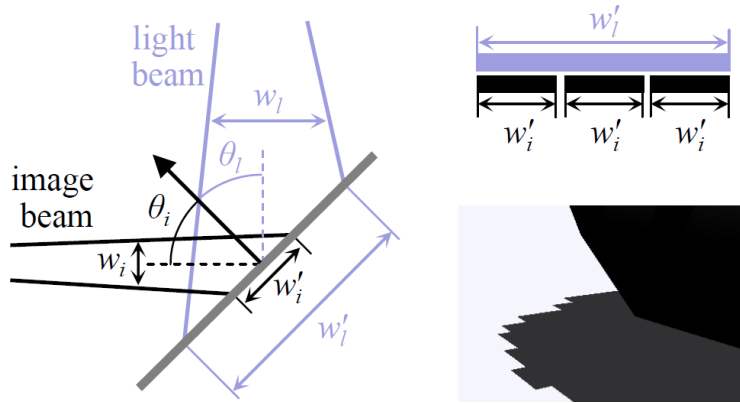 light
beam
w_l
θ_l
image
beam
θ_i
w_i
w'_i
w'_l
w'_l
w'_i w'_i w'_i